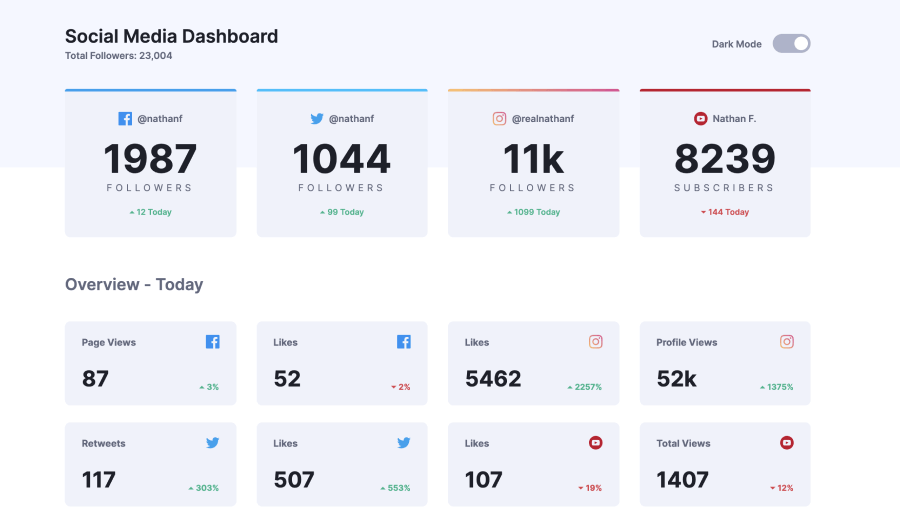 Social Media Dashboard
Total Followers: 23,004
Dark Mode
@nathanf
1987
FOLLOWERS
12 Today
@nathanf
1044
FOLLOWERS
99 Today
@realnathanf
11k
FOLLOWERS
1099 Today
Nathan F.
8239
SUBSCRIBERS
144 Today
Overview - Today
Page Views
87
3%
Likes
52
2%
Likes
5462
2257%
Profile Views
52k
1375%
Retweets
117
303%
Likes
507
553%
Likes
107
19%
Total Views
1407
12%